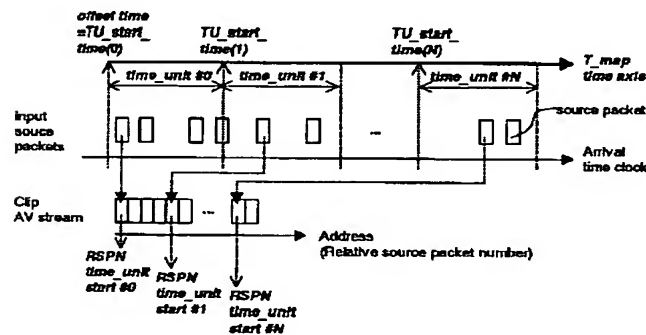 offset time
=TU_start_
time(0)
TU_start_
time(1)
TU_start_
time(N)
T_map
time axis
time_unit #0
time_unit #1
time_unit #N
Input
souce
packets
...
source packet
Arrival
time clock
Clip
AV stream
...
Address
(Relative source packet number)
RSPN
time_unit
start #0
RSPN
time_unit
start #1
RSPN
time_unit
start #N